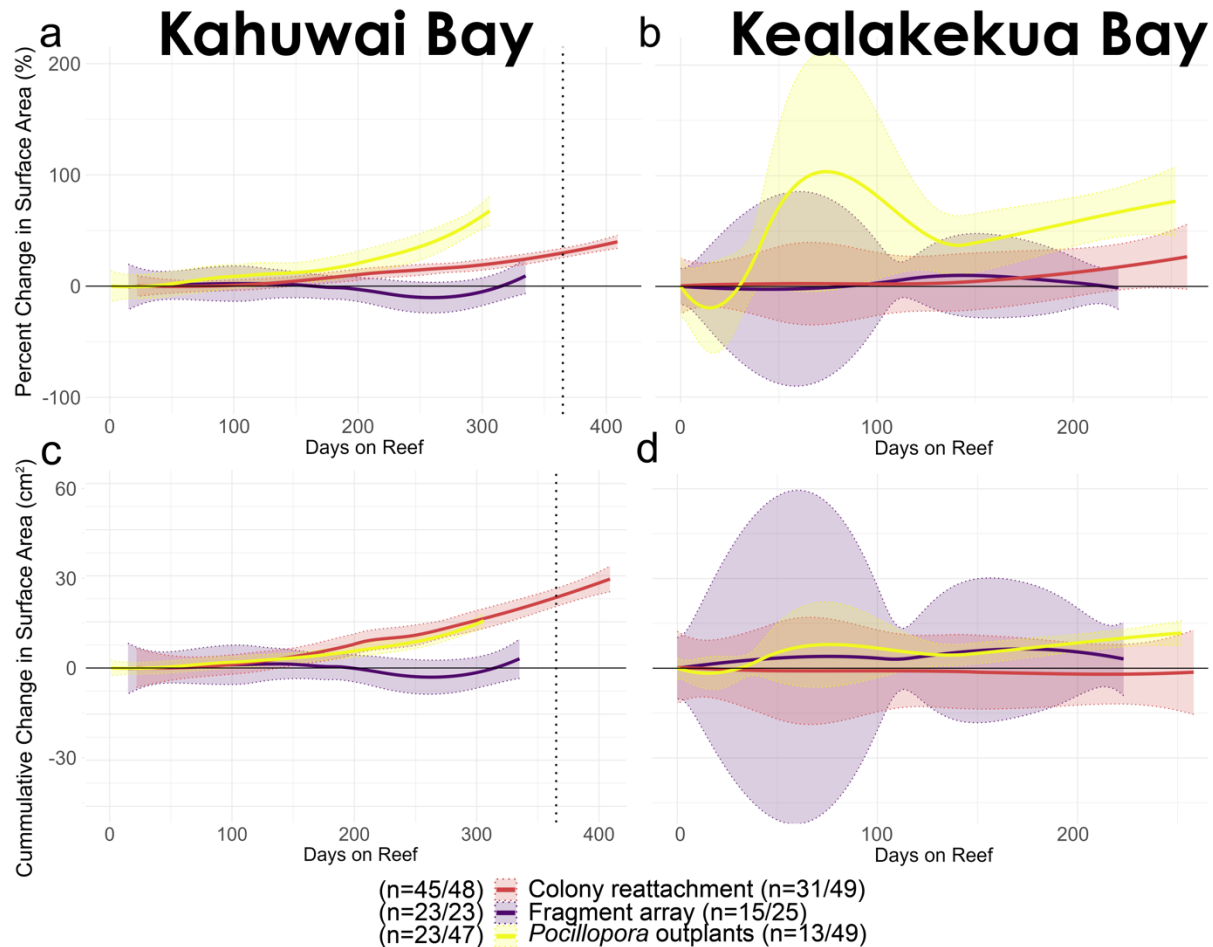 a Kahuwai Bay b Kealakekua Bay
Percent Change in Surface Area (%)
200
100
0
-100
0 100 200 300 400
Days on Reef
0 100 200
Days on Reef
c d
Cummulative Change in Surface Area (cm²)
60
30
0
-30
0 100 200 300 400
Days on Reef
0 100 200
Days on Reef
(n=45/48) Colony reattachment (n=31/49)
(n=23/23) Fragment array (n=15/25)
(n=23/47) Pocillopora outplants (n=13/49)